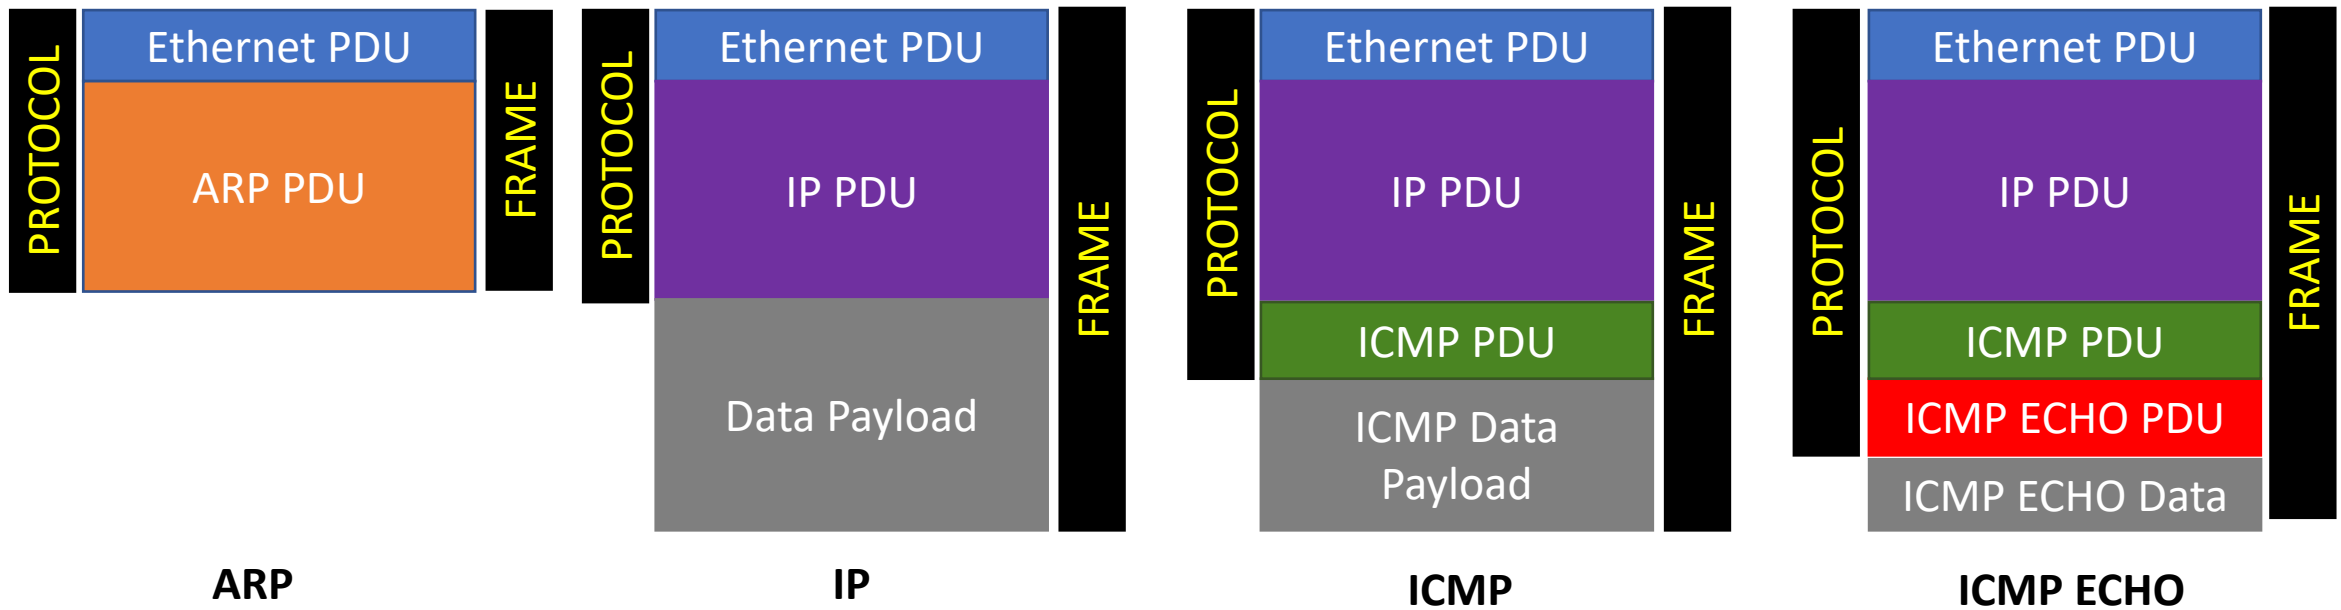 PROTOCOL
Ethernet PDU
ARP PDU
FRAME
ARP
PROTOCOL
Ethernet PDU
IP PDU
Data Payload
FRAME
IP
PROTOCOL
Ethernet PDU
IP PDU
ICMP PDU
ICMP Data
Payload
FRAME
ICMP
PROTOCOL
Ethernet PDU
IP PDU
ICMP PDU
ICMP ECHO PDU
ICMP ECHO Data
FRAME
ICMP ECHO